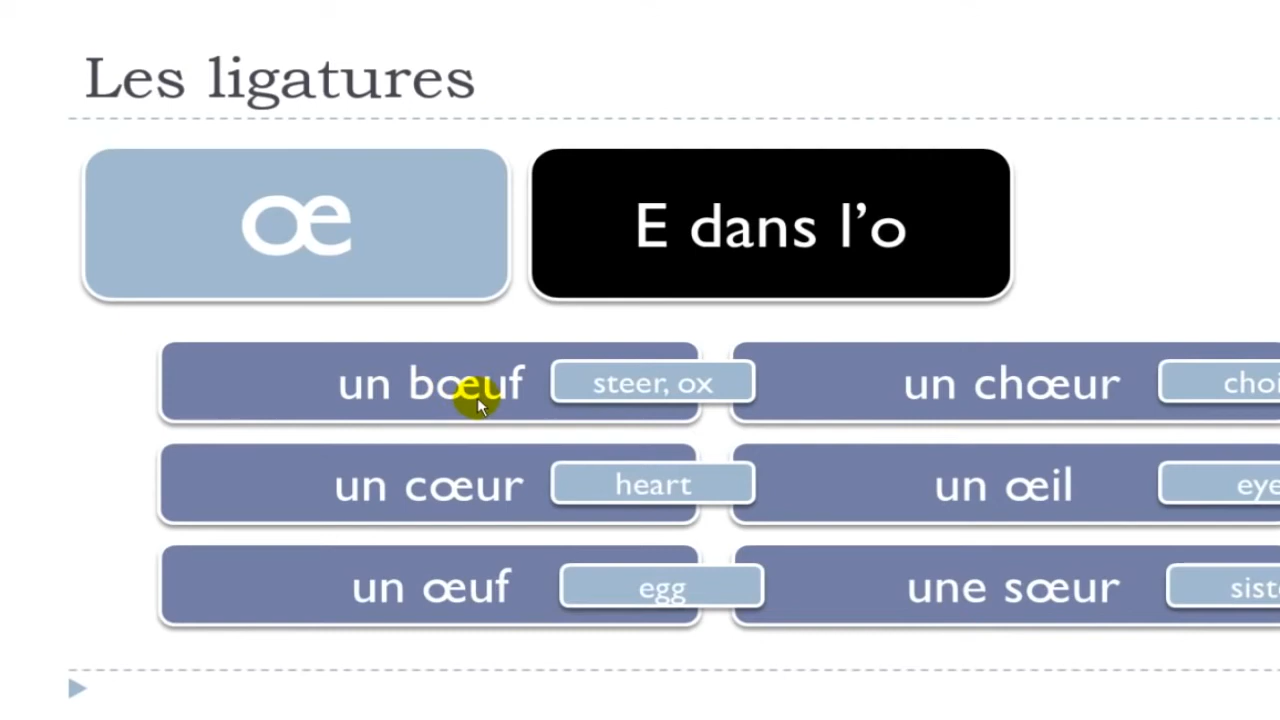 Les ligatures
œ
E dans l’o
un bœuf
steer, ox
un chœur
un cœur
heart
un œil
eye
un œuf
egg
une sœur